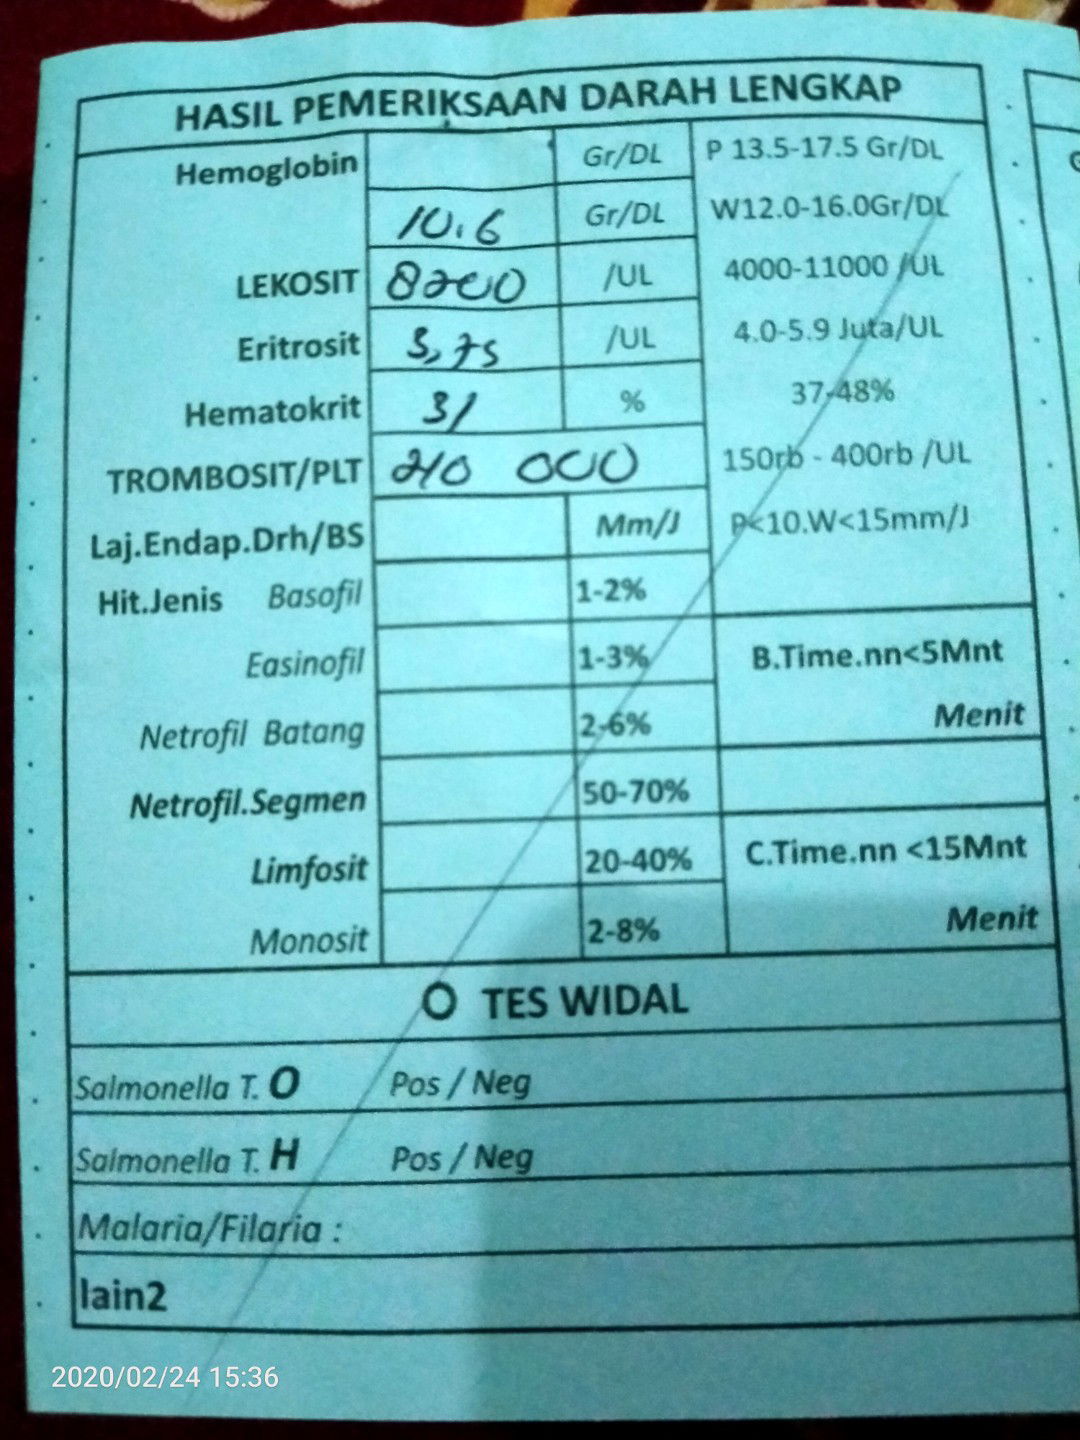 HASIL PEMERIKSAAN DARAH LENGKAP
Hemoglobin Gr/DL P 13.5-17.5 Gr/DL
10.6 Gr/DL W12.0-16.0Gr/DL
LEKOSIT 8200 /UL 4000-11000 /UL
Eritrosit 3,75 /UL 4.0-5.9 Juta/UL
Hematokrit 31 % 37-48%
TROMBOSIT/PLT 210 000 150rb - 400rb /UL
Laj.Endap.Drh/BS Mm/J P<10.W<15mm/J
Hit.Jenis Basofil 1-2%
Easinofil 1-3% B.Time.nn<5Mnt
Netrofil Batang 2-6% Menit
Netrofil.Segmen 50-70%
Limfosit 20-40% C.Time.nn <15Mnt
Monosit 2-8% Menit
O TES WIDAL
Salmonella T. O Pos / Neg
Salmonella T. H Pos / Neg
Malaria/Filaria :
lain2
2020/02/24 15:36